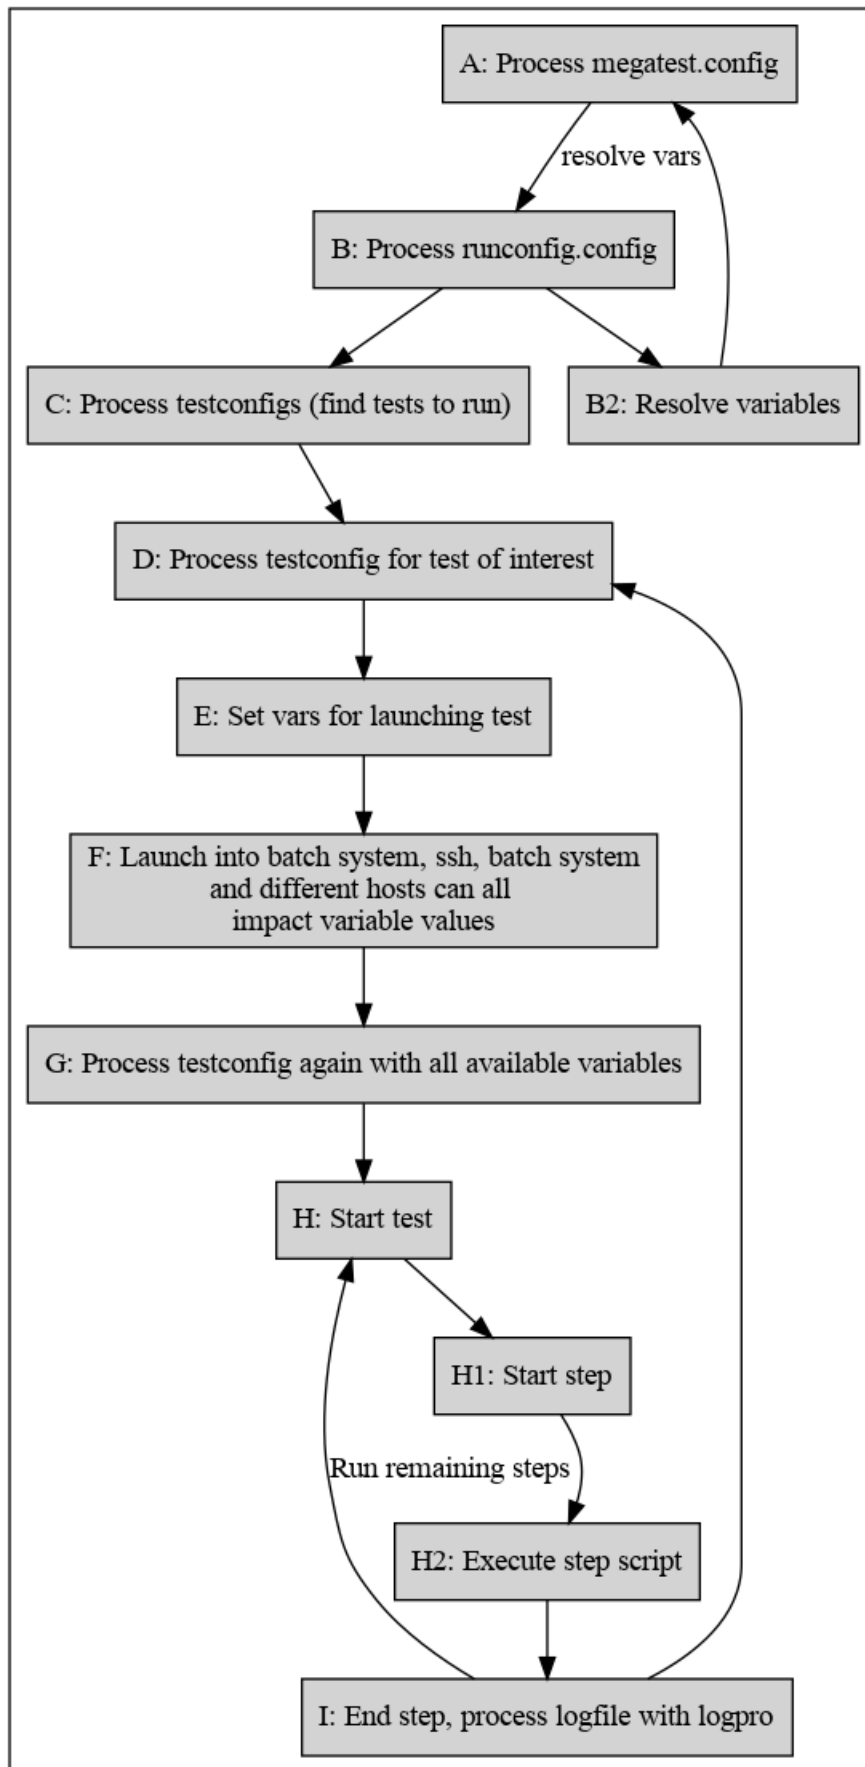 A: Process megatest.config
resolve vars
B: Process runconfig.config
C: Process testconfigs (find tests to run)
B2: Resolve variables
D: Process testconfig for test of interest
E: Set vars for launching test
F: Launch into batch system, ssh, batch system
and different hosts can all
impact variable values
G: Process testconfig again with all available variables
H: Start test
H1: Start step
Run remaining steps
H2: Execute step script
I: End step, process logfile with logpro